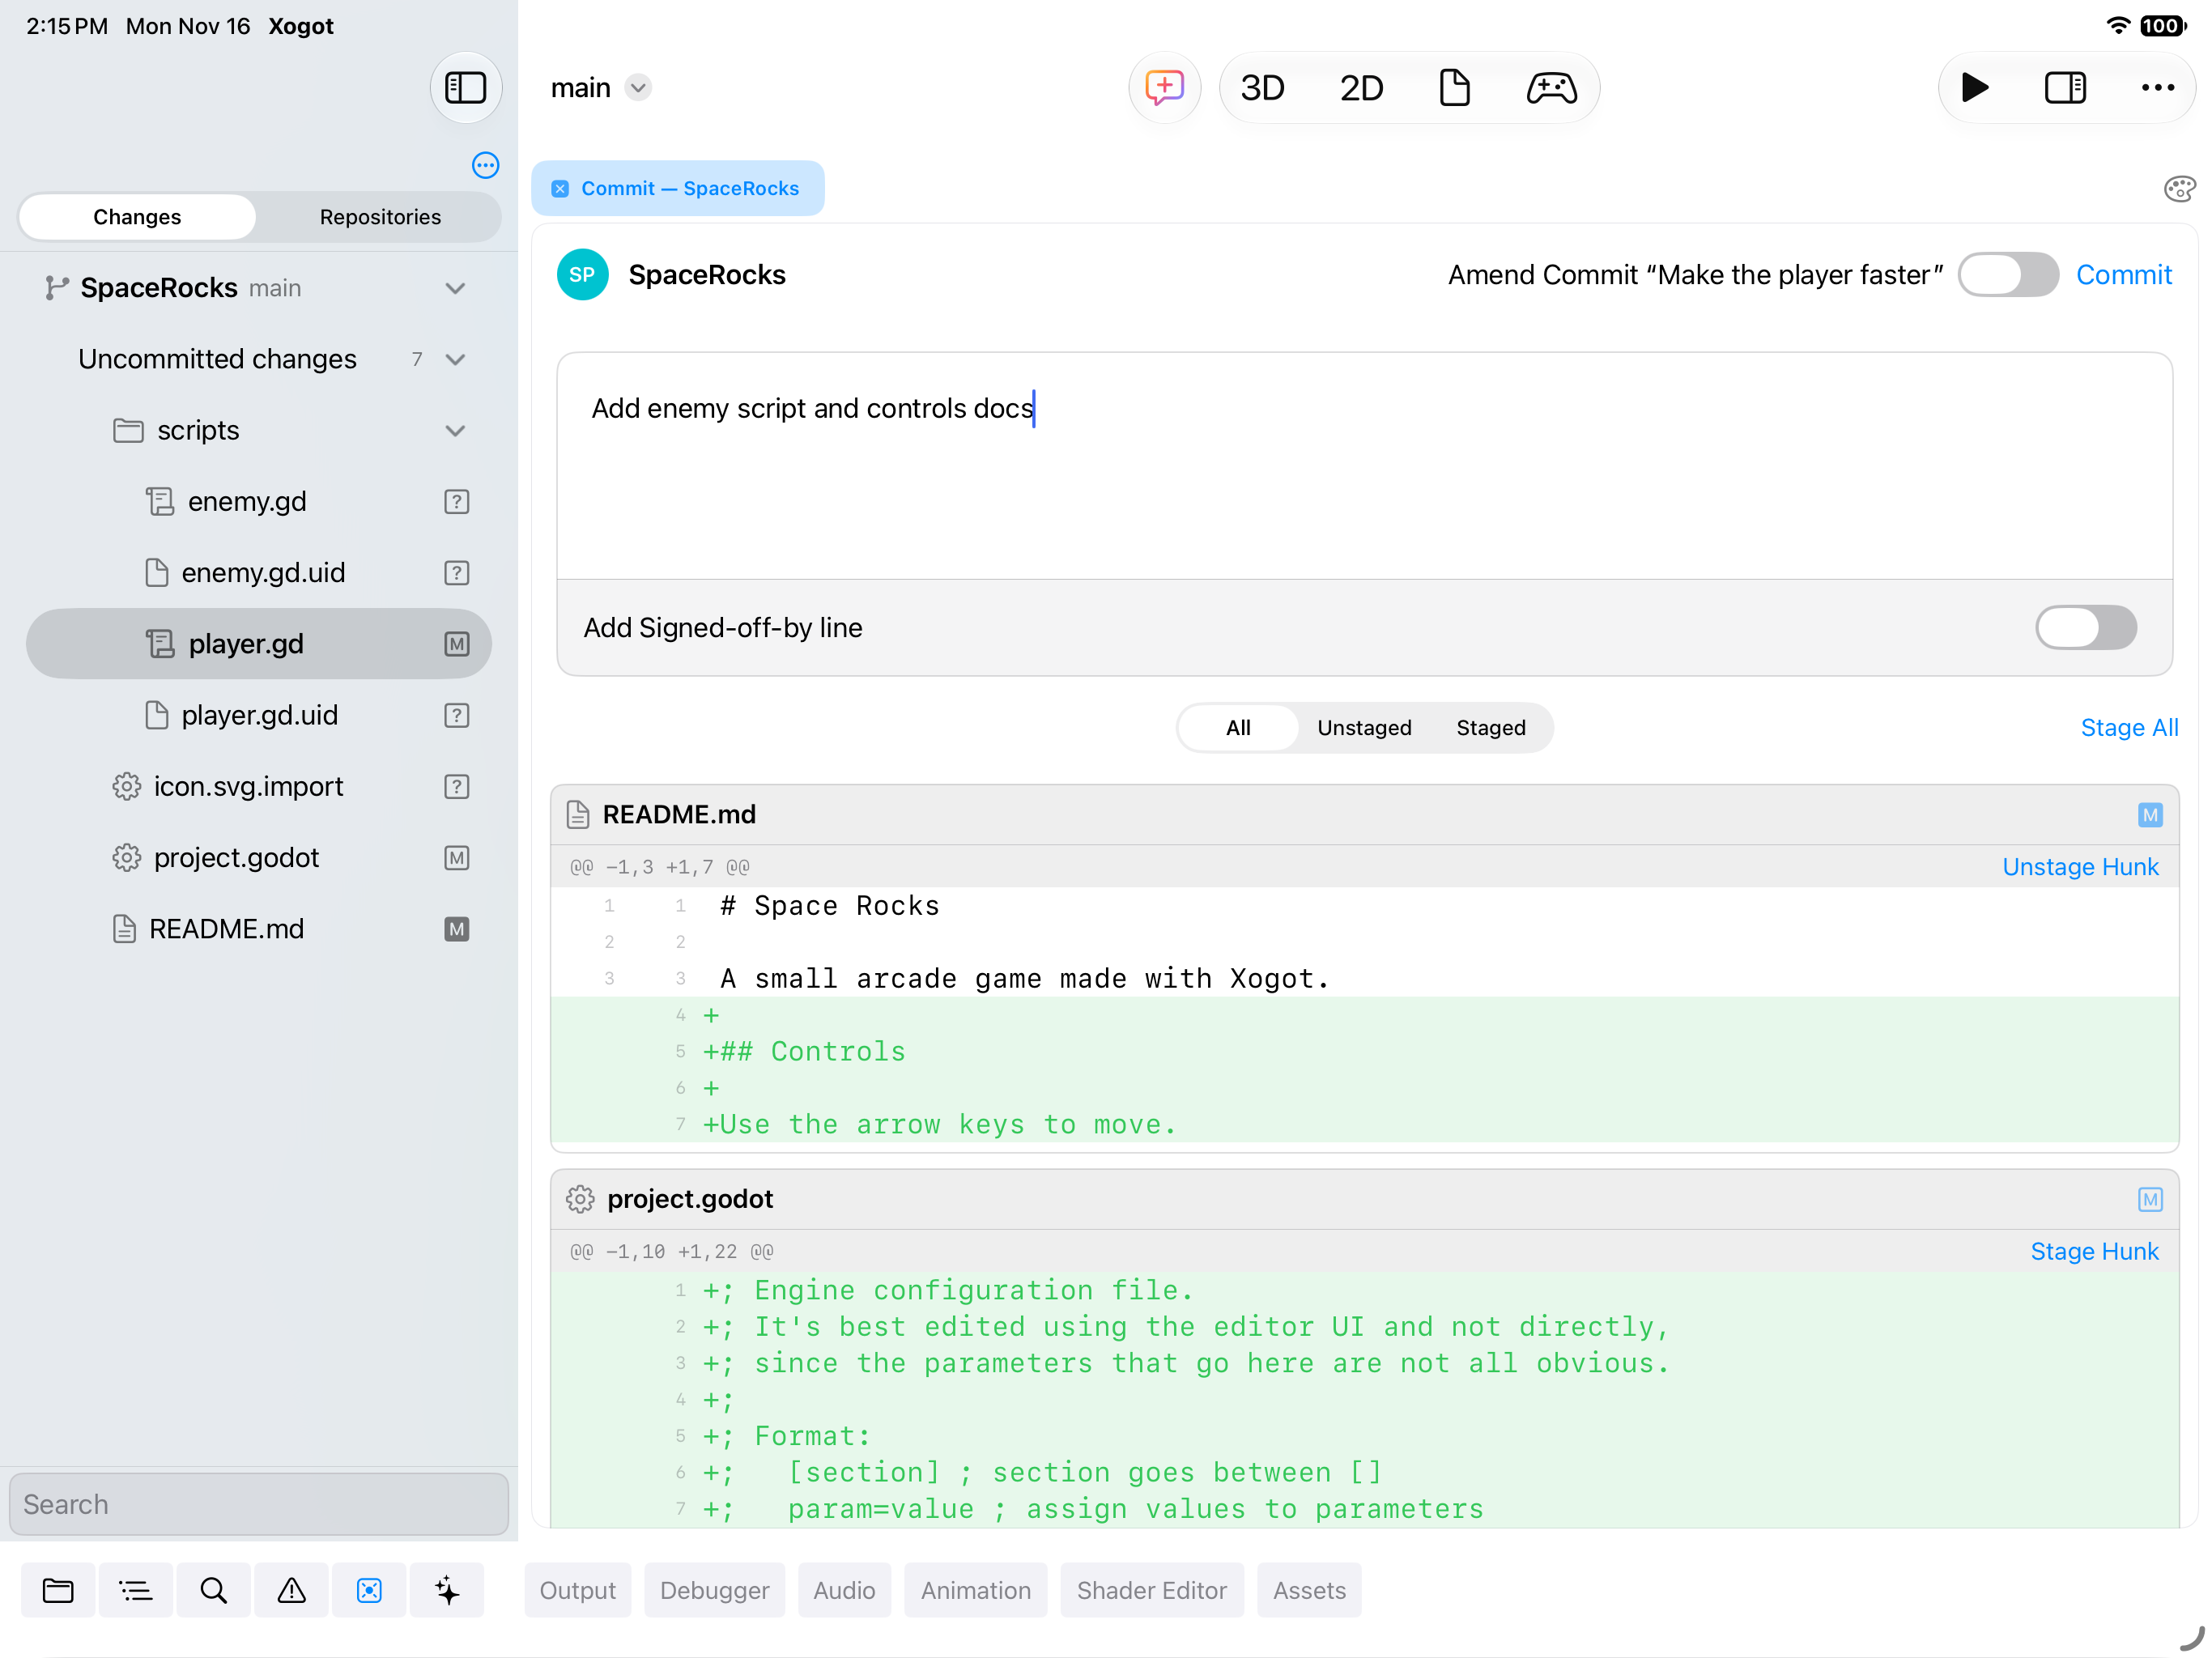 2:15 PM Mon Nov 16 Xogot
100
main
3D 2D
Changes Repositories
Commit — SpaceRocks
SpaceRocks main
SP SpaceRocks
Amend Commit “Make the player faster” Commit
Uncommitted changes 7
scripts
enemy.gd ?
enemy.gd.uid ?
player.gd M
player.gd.uid ?
icon.svg.import ?
project.godot M
README.md M
Search
Add enemy script and controls docs
Add Signed-off-by line
All Unstaged Staged Stage All
README.md M
@@ −1,3 +1,7 @@ Unstage Hunk
1 1 # Space Rocks
2 2
3 3 A small arcade game made with Xogot.
4 +
5 +## Controls
6 +
7 +Use the arrow keys to move.
project.godot M
@@ −1,10 +1,22 @@ Stage Hunk
1 +; Engine configuration file.
2 +; It's best edited using the editor UI and not directly,
3 +; since the parameters that go here are not all obvious.
4 +;
5 +; Format:
6 +;   [section] ; section goes between []
7 +;   param=value ; assign values to parameters
Output Debugger Audio Animation Shader Editor Assets